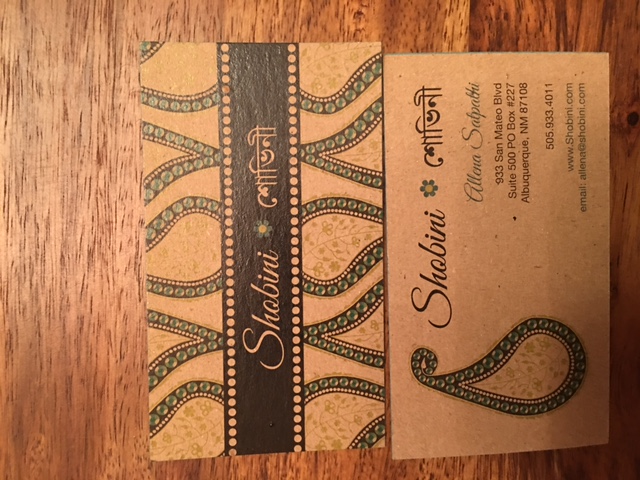 Shobini শোভিনী
Shobini শোভিনী
Allena Satpathi
933 San Mateo Blvd
Suite 500 PO Box #227
Albuquerque, NM 87108
505.933.4011
www.Shobini.com
email: allena@shobini.com